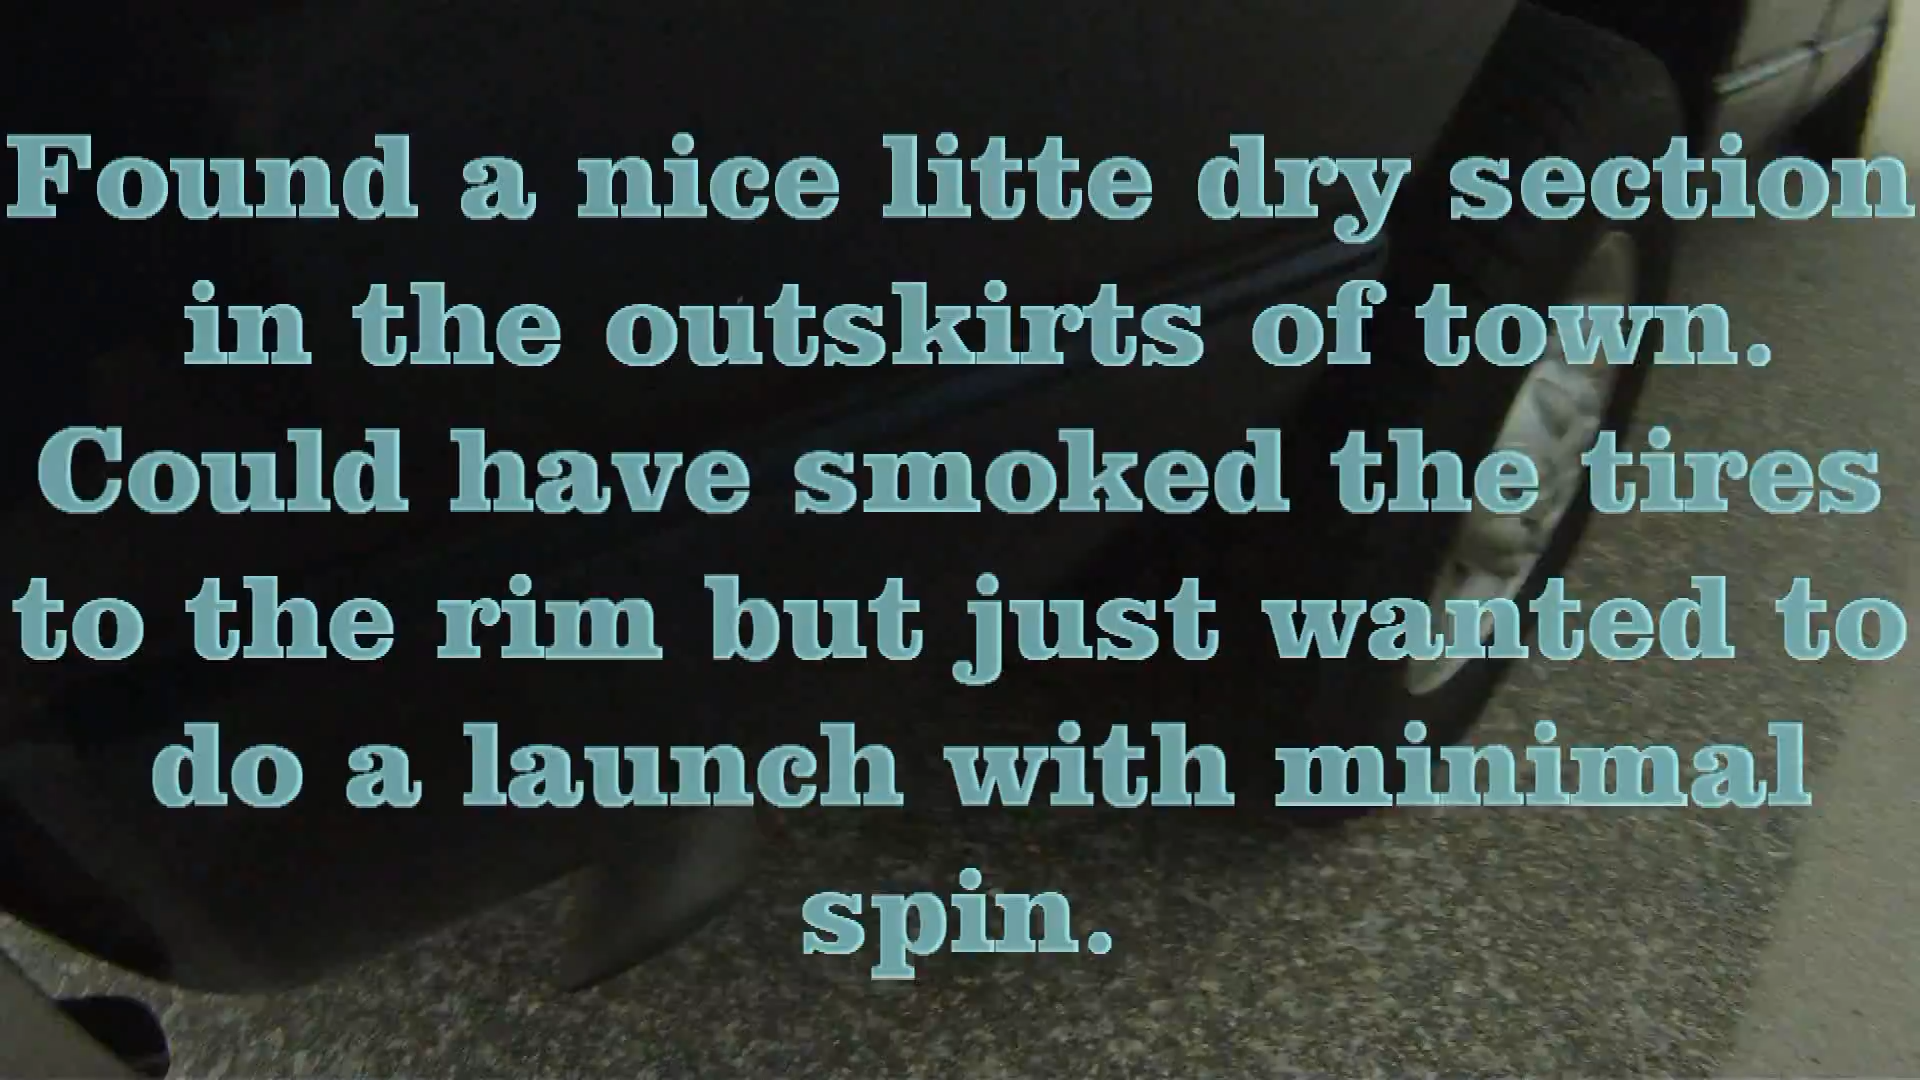 Found a nice litte dry section
in the outskirts of town.
Could have smoked the tires
to the rim but just wanted to
do a launch with minimal
spin.